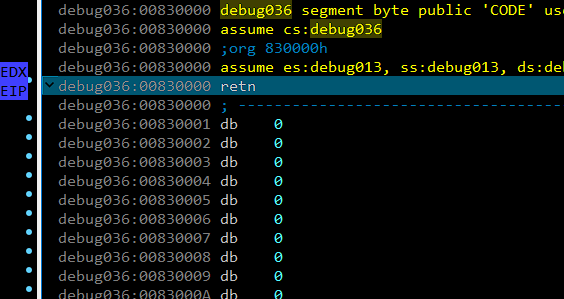 debug036:00830000 debug036 segment byte public 'CODE' us
debug036:00830000 assume cs:debug036
debug036:00830000 ;org 830000h
debug036:00830000 assume es:debug013, ss:debug013, ds:de
EDX
EIP
debug036:00830000 retn
debug036:00830000 ; -----------------------------------
debug036:00830001 db 0
debug036:00830002 db 0
debug036:00830003 db 0
debug036:00830004 db 0
debug036:00830005 db 0
debug036:00830006 db 0
debug036:00830007 db 0
debug036:00830008 db 0
debug036:00830009 db 0
debug036:0083000A db 0